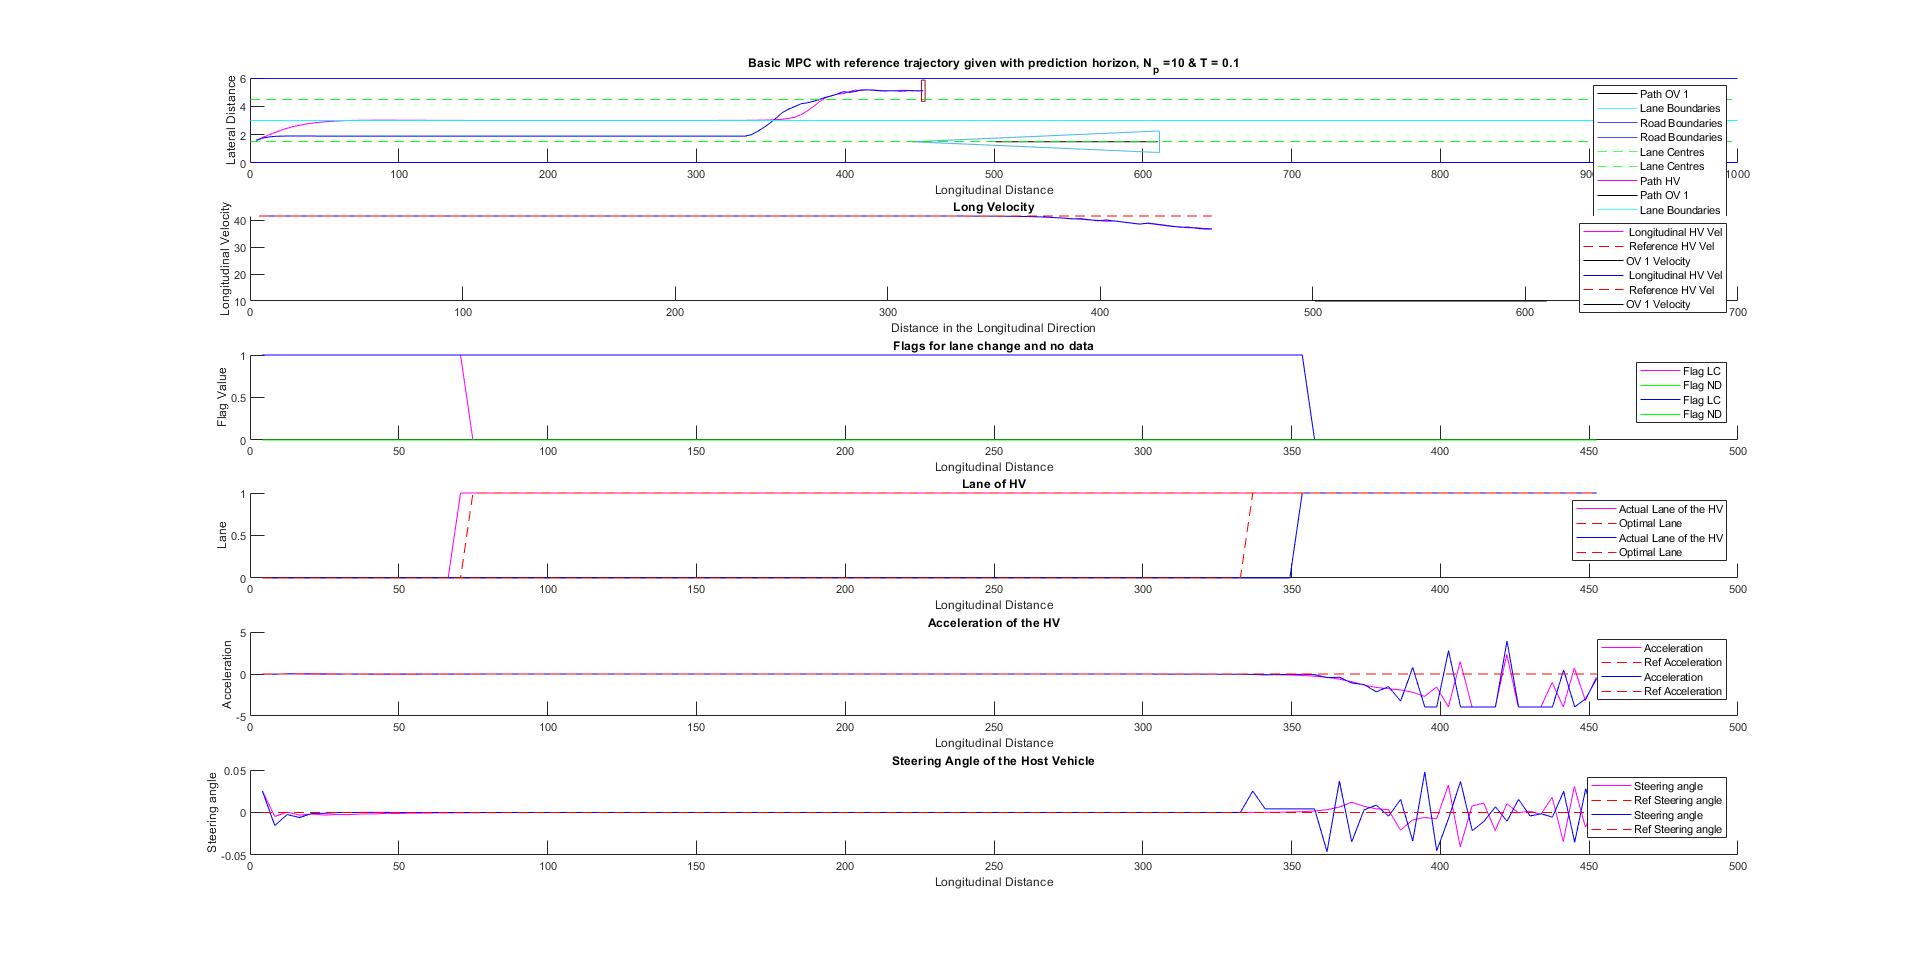 Basic MPC with reference trajectory given with prediction horizon, Np =10 & T = 0.1
Lateral Distance
6
4
2
0
0 100 200 300 400 500 600 700 800 90 1000
Longitudinal Distance
Path OV 1
Lane Boundaries
Road Boundaries
Road Boundaries
Lane Centres
Lane Centres
Path HV
Path OV 1
Lane Boundaries
Long Velocity
Longitudinal Velocity
40
30
20
10
0 100 200 300 400 500 600 700
Distance in the Longitudinal Direction
Longitudinal HV Vel
Reference HV Vel
OV 1 Velocity
Longitudinal HV Vel
Reference HV Vel
OV 1 Velocity
Flags for lane change and no data
Flag Value
1
0.5
0
0 50 100 150 200 250 300 350 400 450 500
Longitudinal Distance
Flag LC
Flag ND
Flag LC
Flag ND
Lane of HV
Lane
1
0.5
0
0 50 100 150 200 250 300 350 400 450 500
Longitudinal Distance
Actual Lane of the HV
Optimal Lane
Actual Lane of the HV
Optimal Lane
Acceleration of the HV
Acceleration
5
0
-5
0 50 100 150 200 250 300 350 400 450 500
Longitudinal Distance
Acceleration
Ref Acceleration
Acceleration
Ref Acceleration
Steering Angle of the Host Vehicle
Steering angle
0.05
0
-0.05
0 50 100 150 200 250 300 350 400 450 500
Longitudinal Distance
Steering angle
Ref Steering angle
Steering angle
Ref Steering angle